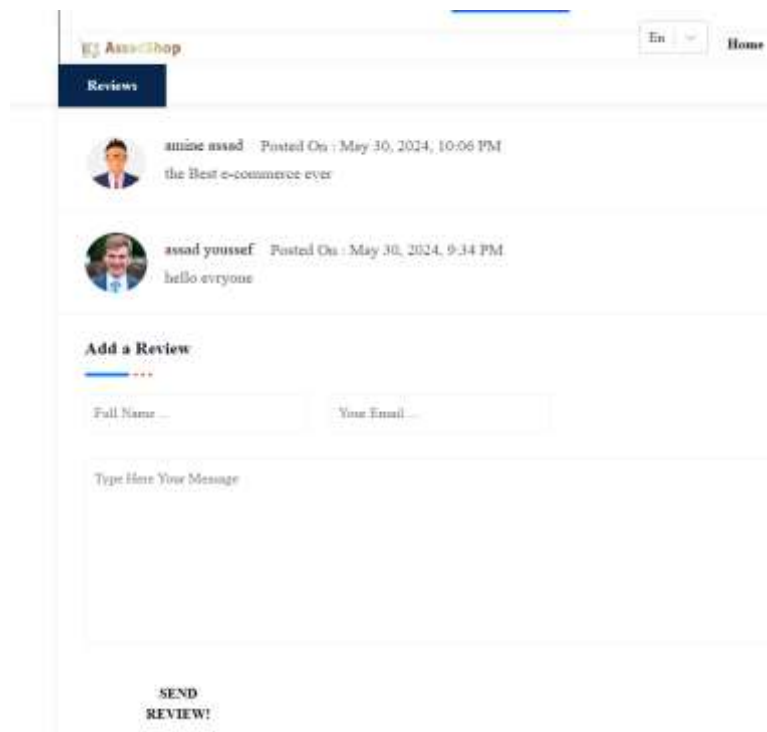 AssadShop
En
Home
Reviews
amine assad Posted On : May 30, 2024, 10:06 PM
the Best e-commerce ever
assad youssef Posted On : May 30, 2024, 9:34 PM
hello evryone
Add a Review
Full Name ...
Your Email ...
Type Here Your Message
SEND
REVIEW!